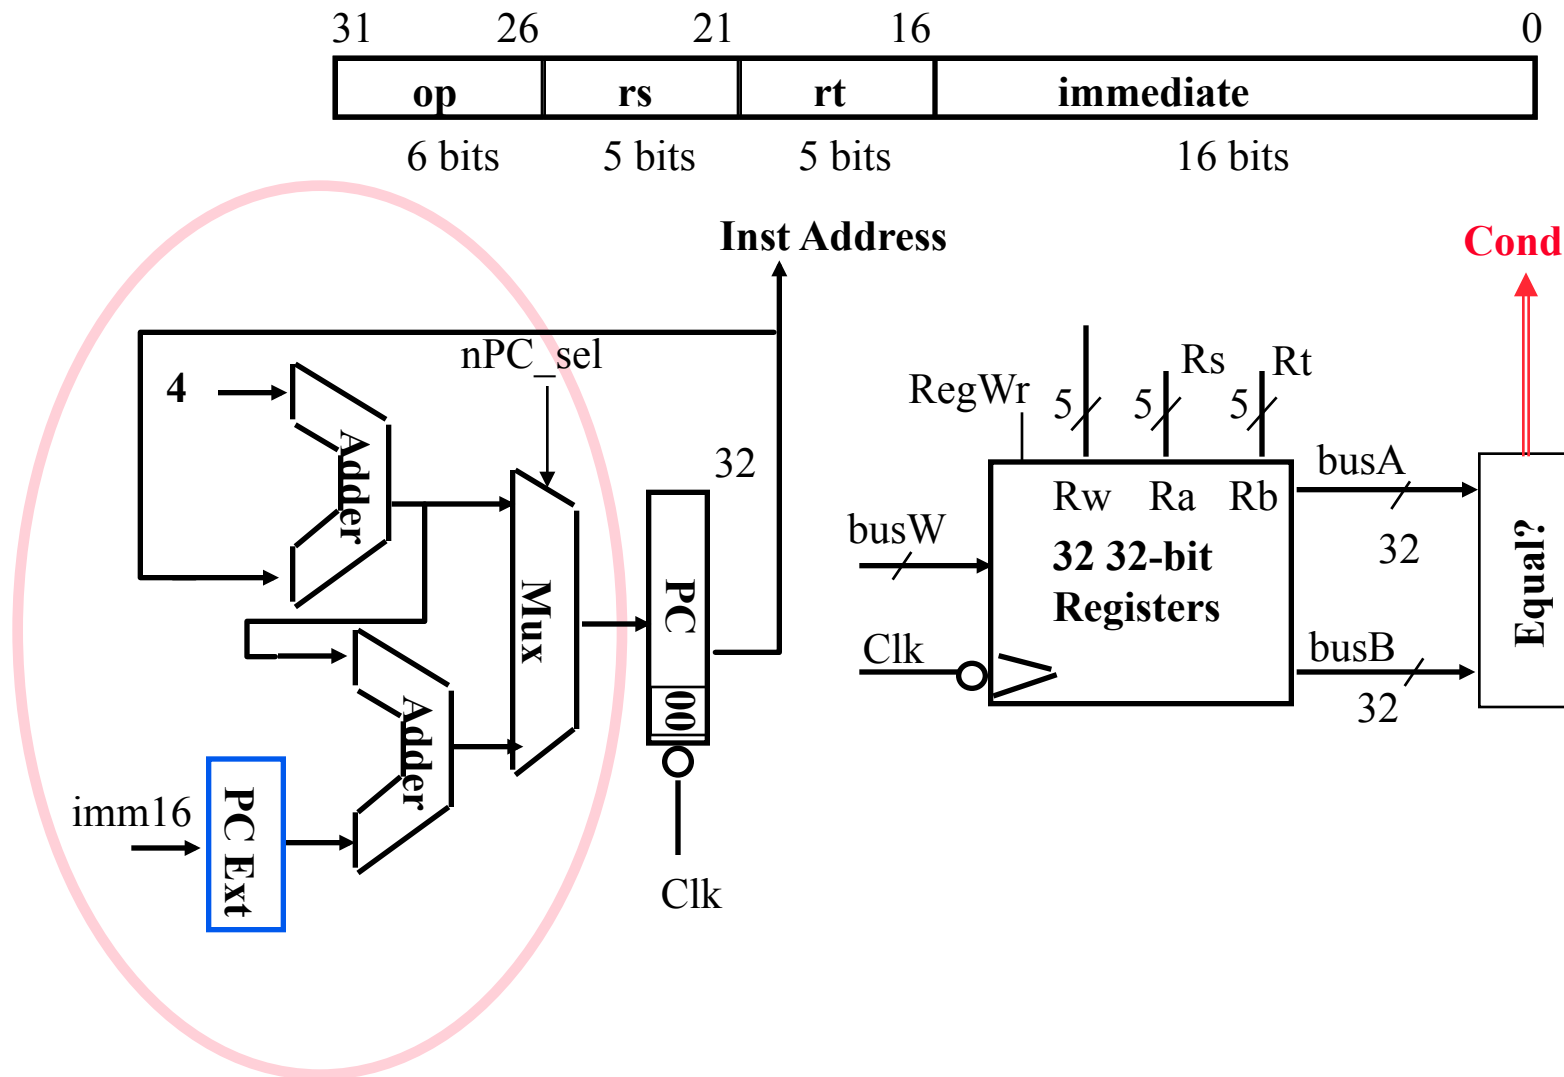 31 26 21 16 0
op rs rt immediate
6 bits 5 bits 5 bits 16 bits
Inst Address
Cond
nPC_sel
4
Adder
32
Mux
PC
00
Clk
Adder
imm16
PC Ext
RegWr
5
5
Rs
5
Rt
busW
Rw Ra Rb
32 32-bit
Registers
Clk
busA
32
busB
32
Equal?